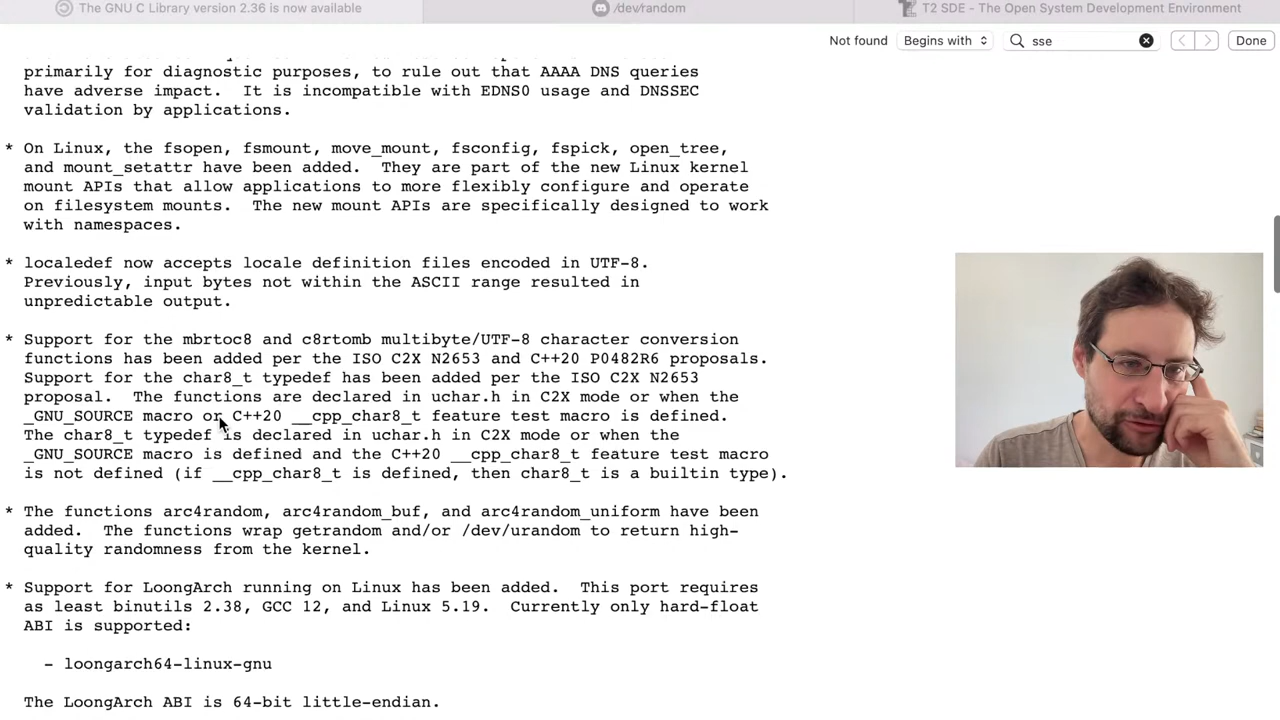 The GNU C Library version 2.36 is now available
/dev/random
T2 SDE - The Open System Development Environment
Not found
Begins with
sse
Done
primarily for diagnostic purposes, to rule out that AAAA DNS queries
have adverse impact.  It is incompatible with EDNS0 usage and DNSSEC
validation by applications.
* On Linux, the fsopen, fsmount, move_mount, fsconfig, fspick, open_tree,
and mount_setattr have been added.  They are part of the new Linux kernel
mount APIs that allow applications to more flexibly configure and operate
on filesystem mounts.  The new mount APIs are specifically designed to work
with namespaces.
* localedef now accepts locale definition files encoded in UTF-8.
Previously, input bytes not within the ASCII range resulted in
unpredictable output.
* Support for the mbrtoc8 and c8rtomb multibyte/UTF-8 character conversion
functions has been added per the ISO C2X N2653 and C++20 P0482R6 proposals.
Support for the char8_t typedef has been added per the ISO C2X N2653
proposal.  The functions are declared in uchar.h in C2X mode or when the
_GNU_SOURCE macro or C++20 __cpp_char8_t feature test macro is defined.
The char8_t typedef is declared in uchar.h in C2X mode or when the
_GNU_SOURCE macro is defined and the C++20 __cpp_char8_t feature test macro
is not defined (if __cpp_char8_t is defined, then char8_t is a builtin type).
* The functions arc4random, arc4random_buf, and arc4random_uniform have been
added.  The functions wrap getrandom and/or /dev/urandom to return high-
quality randomness from the kernel.
* Support for LoongArch running on Linux has been added.  This port requires
as least binutils 2.38, GCC 12, and Linux 5.19.  Currently only hard-float
ABI is supported:
- loongarch64-linux-gnu
The LoongArch ABI is 64-bit little-endian.